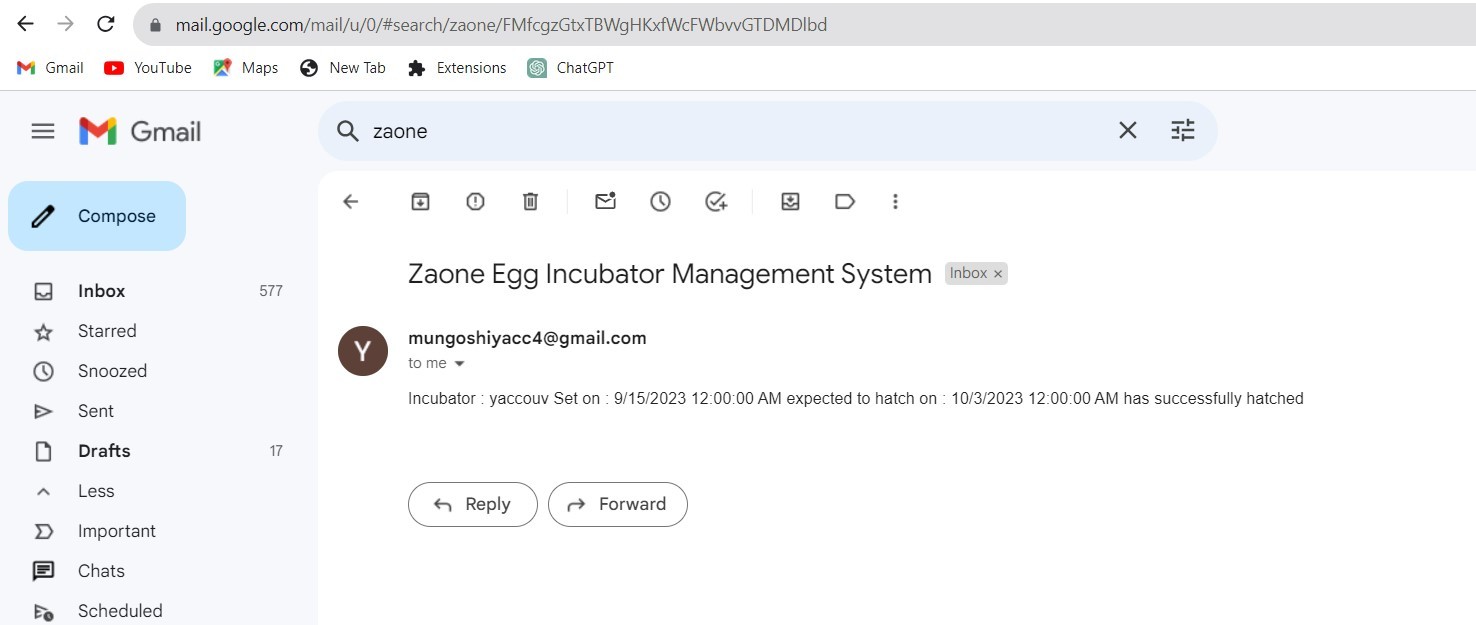 mail.google.com/mail/u/0/#search/zaone/FMfcgzGtxTBWgHKxfWcFWbvvGTDMDlbd
Gmail YouTube Maps New Tab Extensions ChatGPT
Gmail
zaone
Compose
Zaone Egg Incubator Management System Inbox ×
Inbox 577
Starred
Snoozed
Sent
Drafts 17
Less
Important
Chats
Scheduled
Y
mungoshiyacc4@gmail.com
to me
Incubator : yaccouv Set on : 9/15/2023 12:00:00 AM expected to hatch on : 10/3/2023 12:00:00 AM has successfully hatched
Reply Forward